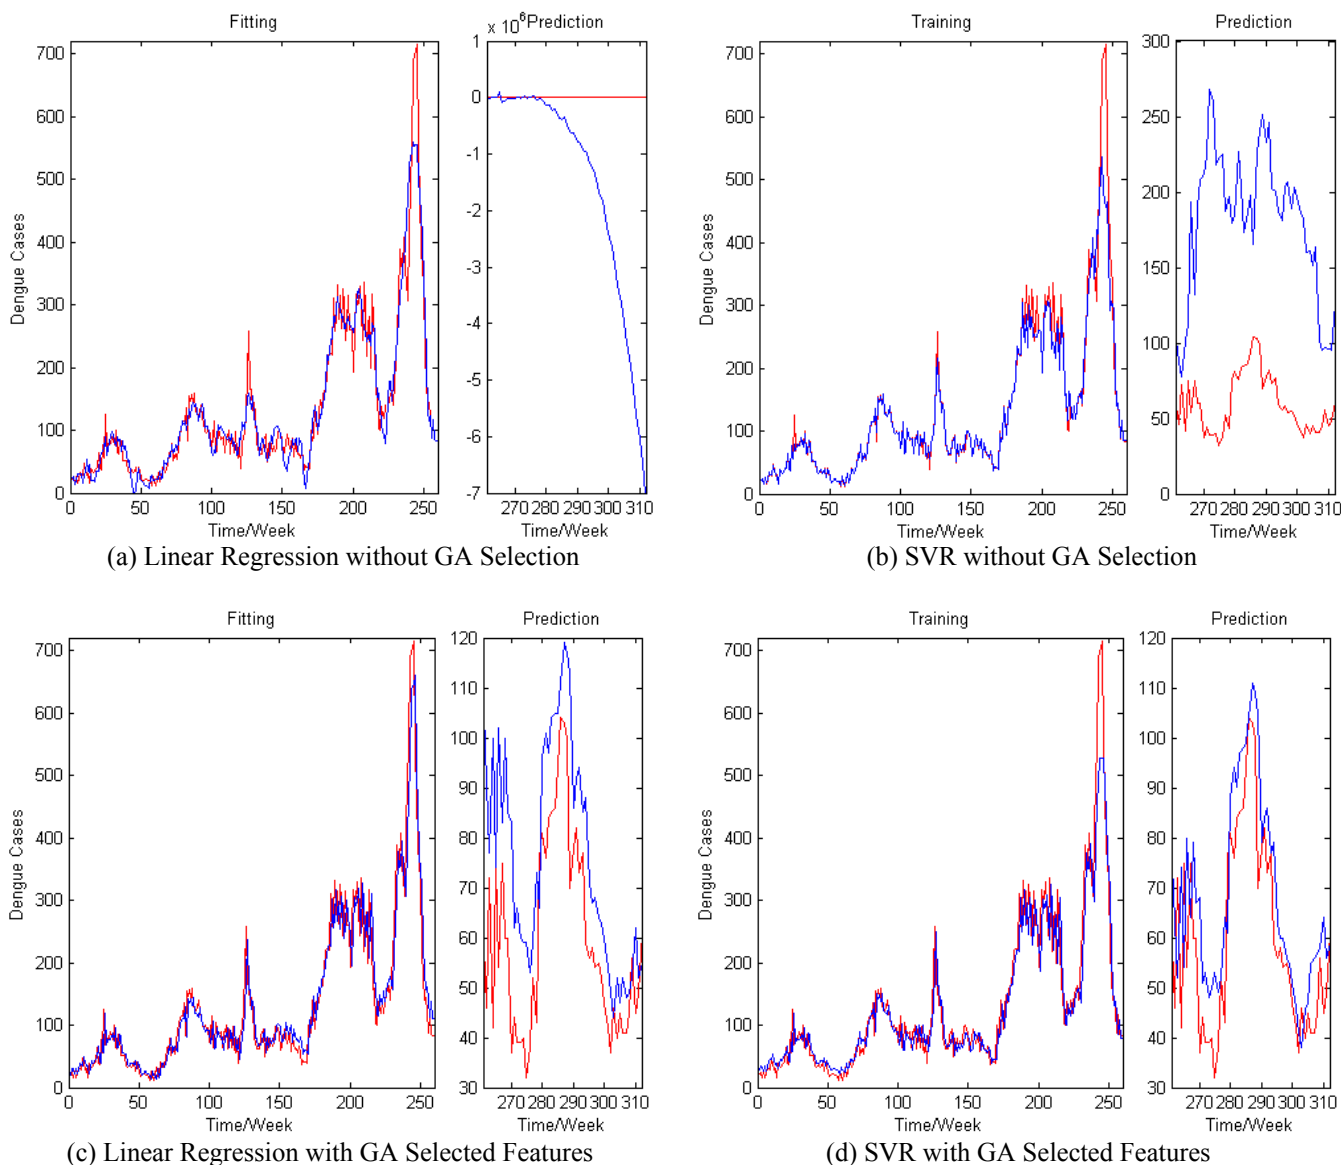 Fitting
x 10^6 Prediction
1
0
-1
-2
-3
-4
-5
-6
-7
270 280 290 300 310
Time/Week
700
600
500
400
300
200
100
0
Dengue Cases
0 50 100 150 200 250
Time/Week
(a) Linear Regression without GA Selection
Training
700
600
500
400
300
200
100
0
Dengue Cases
0 50 100 150 200 250
Time/Week
Prediction
300
250
200
150
100
50
0
270 280 290 300 310
Time/Week
(b) SVR without GA Selection
Fitting
700
600
500
400
300
200
100
0
Dengue Cases
0 50 100 150 200 250
Time/Week
Prediction
120
110
100
90
80
70
60
50
40
30
270 280 290 300 310
Time/Week
(c) Linear Regression with GA Selected Features
Training
700
600
500
400
300
200
100
0
Dengue Cases
0 50 100 150 200 250
Time/Week
Prediction
120
110
100
90
80
70
60
50
40
30
270 280 290 300 310
Time/Week
(d) SVR with GA Selected Features